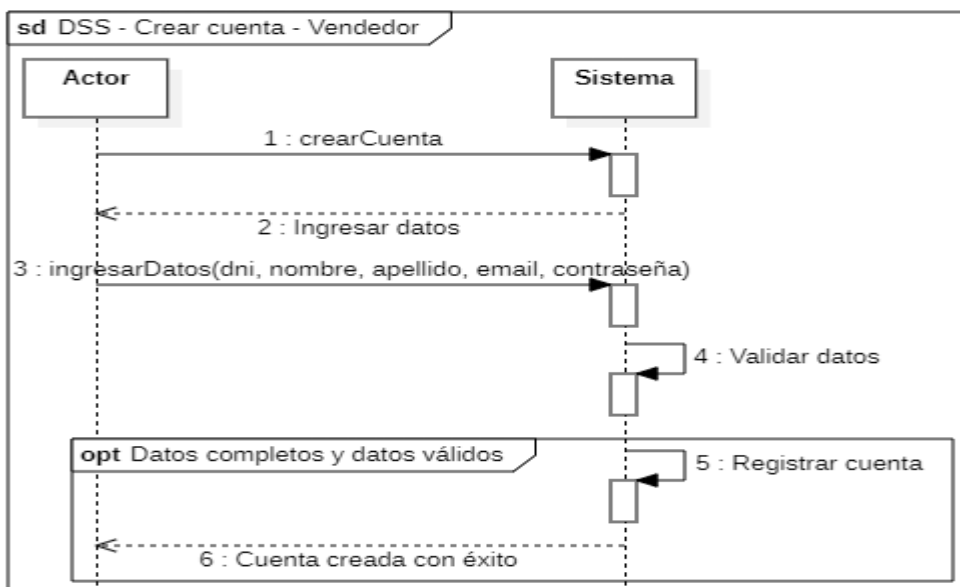 sd DSS - Crear cuenta - Vendedor
Actor
Sistema
1 : crearCuenta
2 : Ingresar datos
3 : ingresarDatos(dni, nombre, apellido, email, contraseña)
4 : Validar datos
opt Datos completos y datos válidos
5 : Registrar cuenta
6 : Cuenta creada con éxito